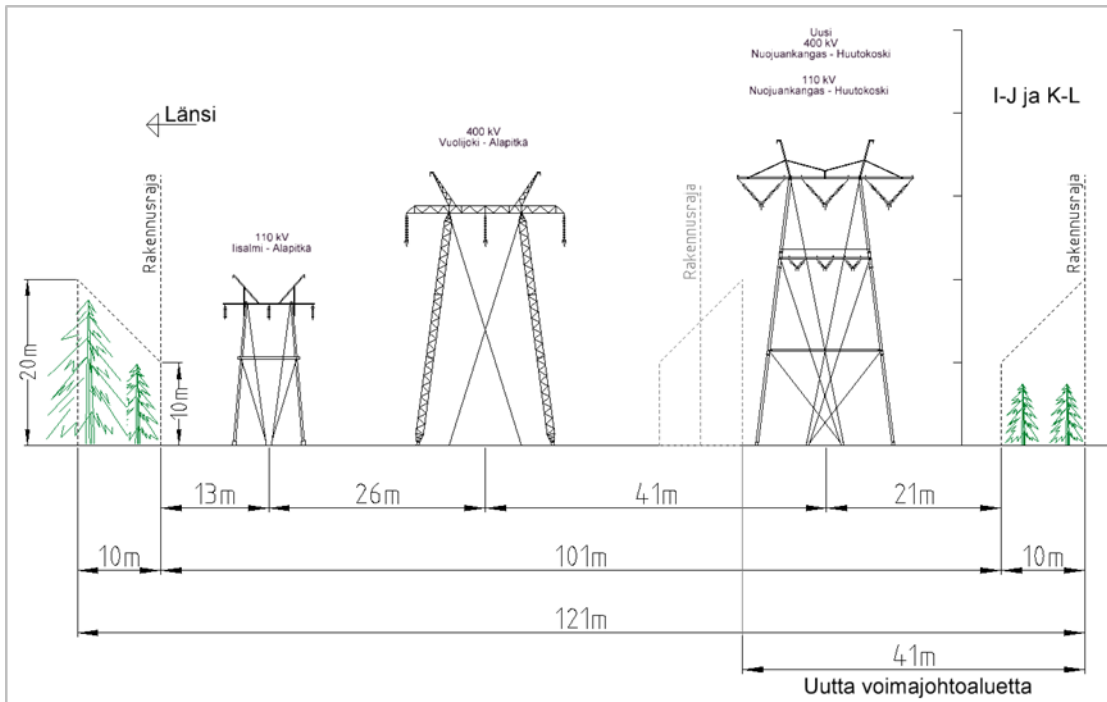 Uusi
400 kV
Nuojuankangas - Huutokoski
110 kV
Nuojuankangas - Huutokoski
I-J ja K-L
Länsi
400 kV
Vuolijoki - Alapitkä
110 kV
Iisalmi - Alapitkä
Rakennusraja
Rakennusraja
Rakennusraja
20m
10m
13m
26m
41m
21m
10m
101m
10m
121m
41m
Uutta voimajohtoaluetta